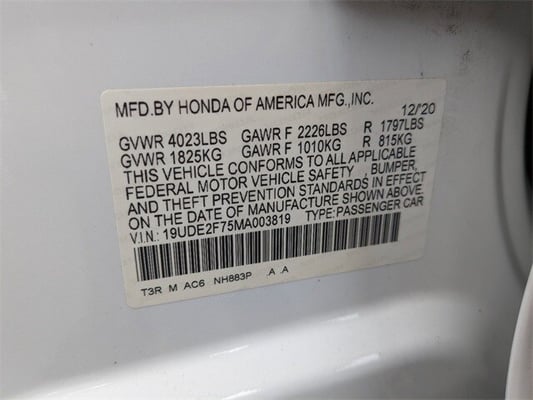 MFD.BY HONDA OF AMERICA MFG.,INC. 12/'20
GVWR 4023LBS GAWR F 2226LBS R 1797LBS
GVWR 1825KG GAWR F 1010KG R 815KG
THIS VEHICLE CONFORMS TO ALL APPLICABLE
FEDERAL MOTOR VEHICLE SAFETY , BUMPER,
AND THEFT PREVENTION STANDARDS IN EFFECT
ON THE DATE OF MANUFACTURE SHOWN ABOVE.
V.I.N.: 19UDE2F75MA003819 TYPE:PASSENGER CAR
T3R M AC6 NH883P .A .A